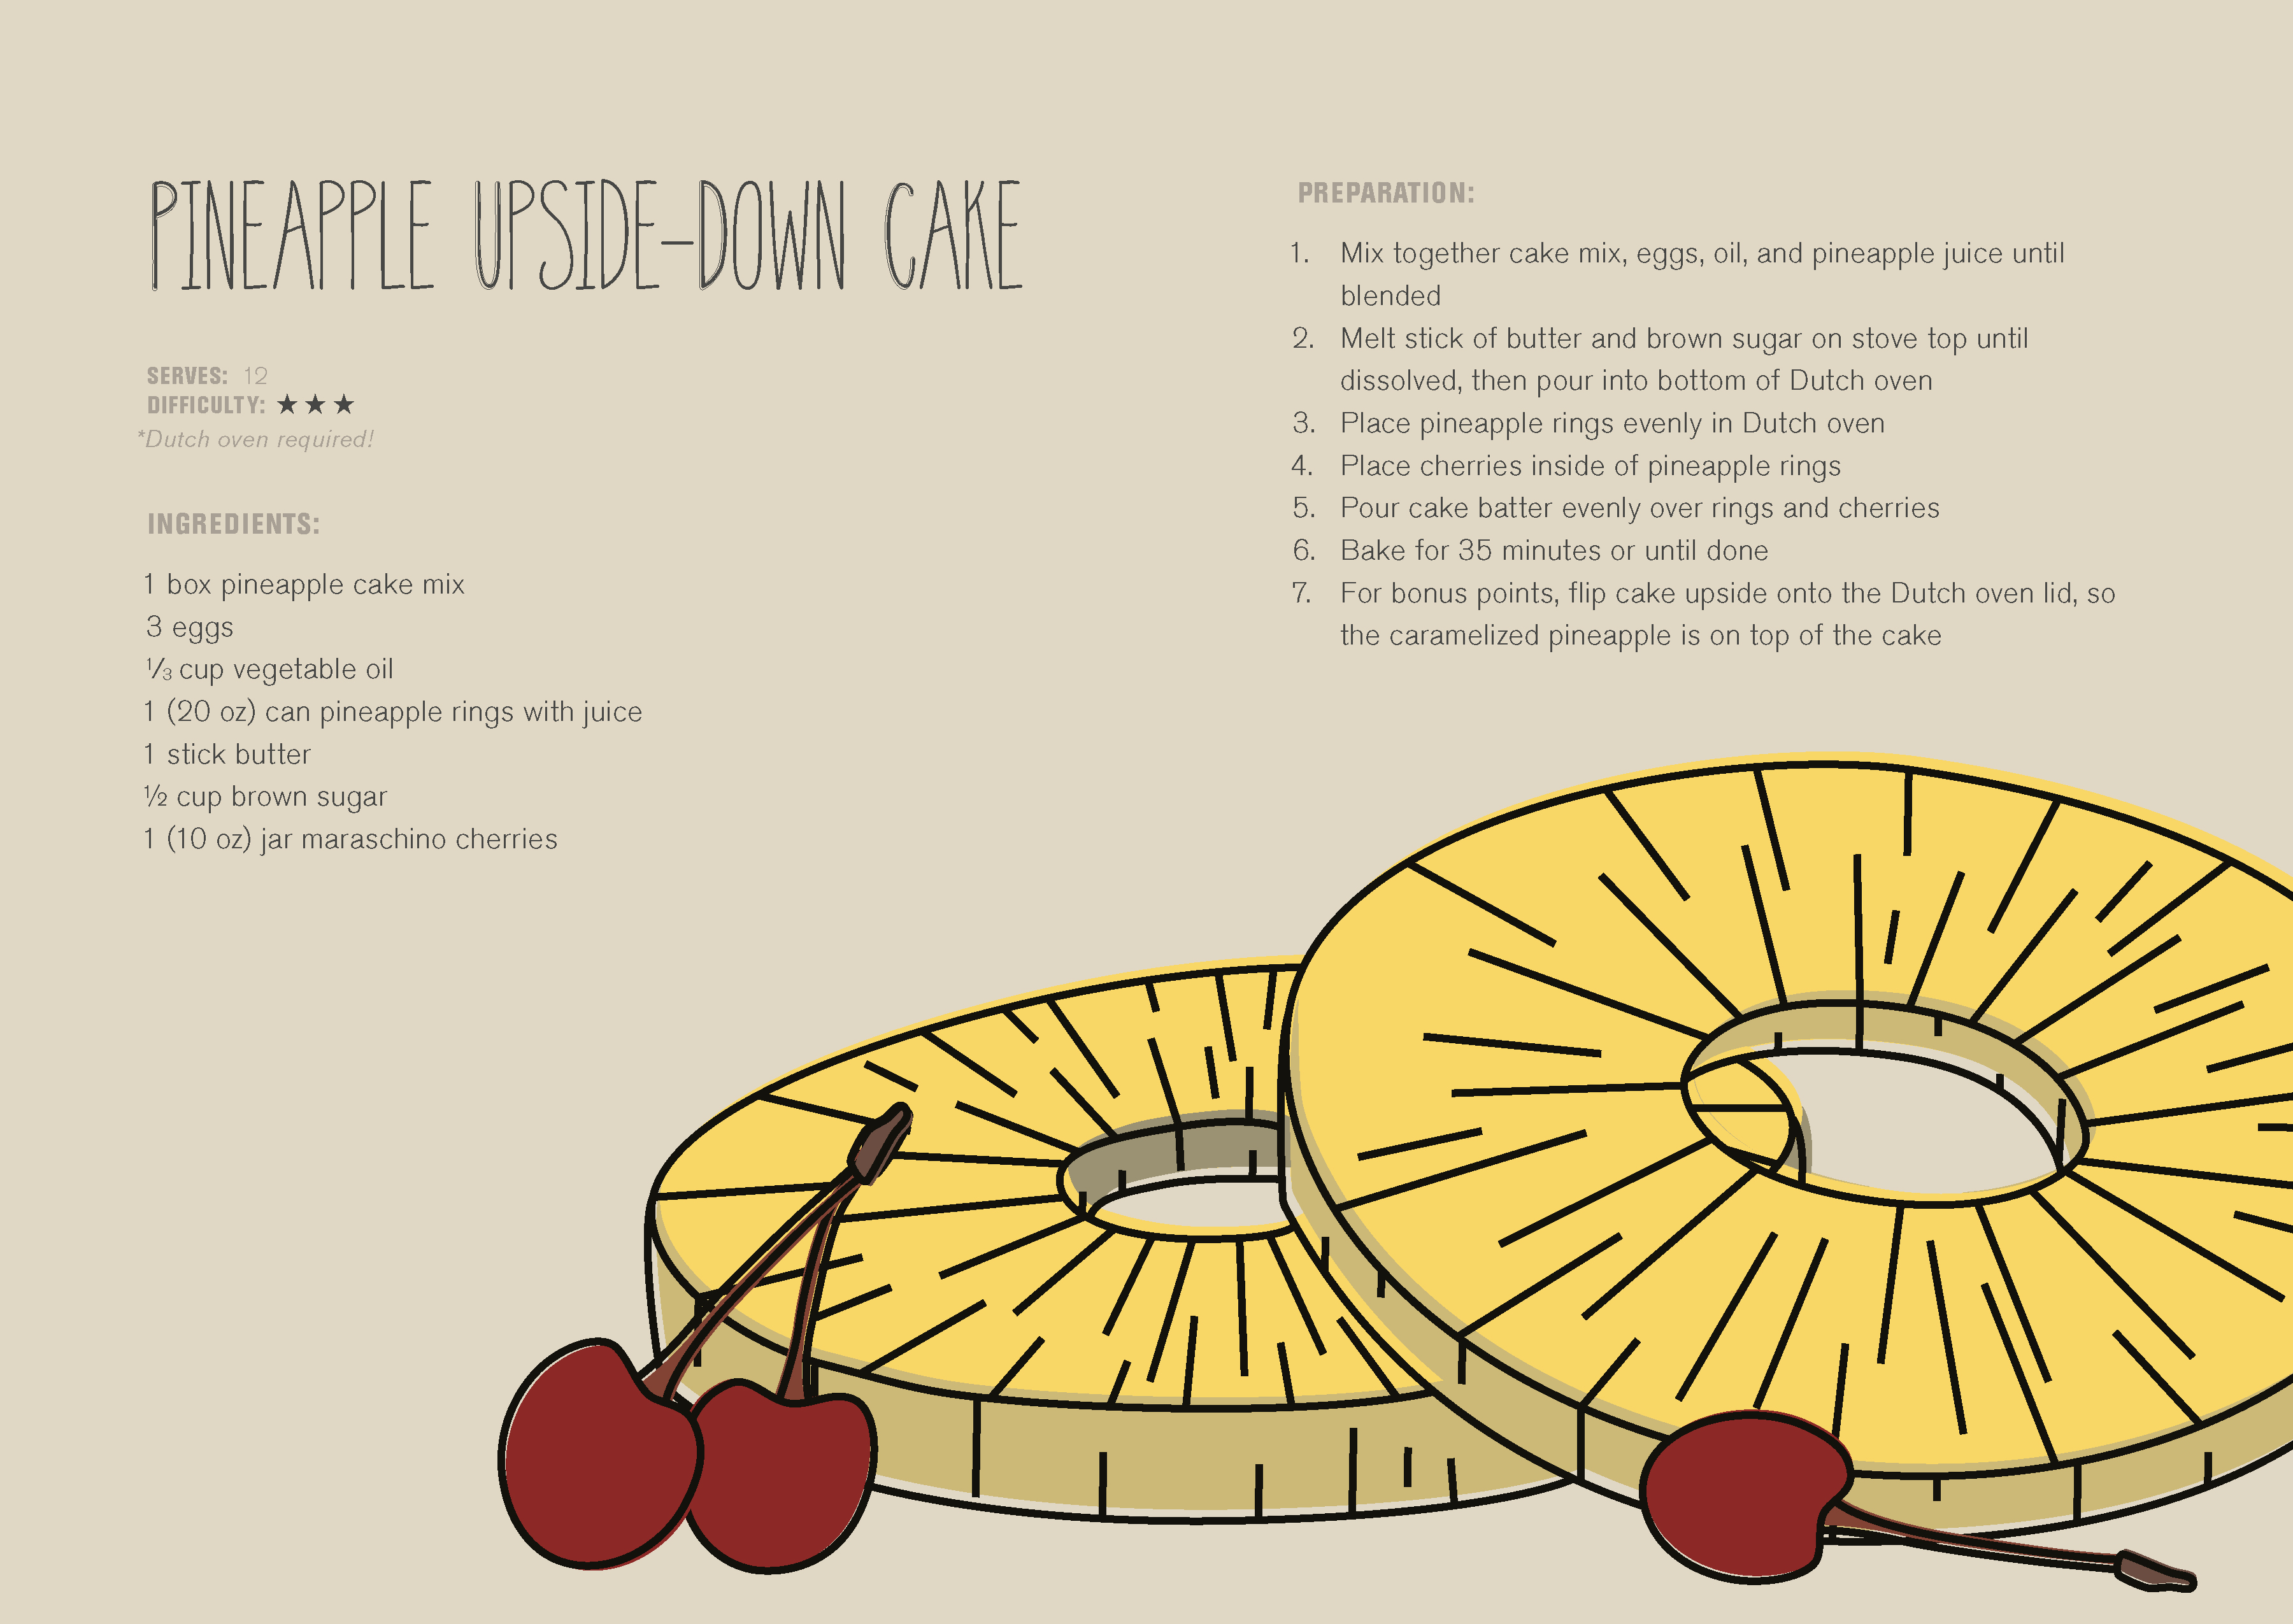 PINEAPPLE UPSIDE-DOWN CAKE
SERVES: 12
DIFFICULTY: ★ ★ ★
*Dutch oven required!
INGREDIENTS:
1 box pineapple cake mix
3 eggs
⅓ cup vegetable oil
1 (20 oz) can pineapple rings with juice
1 stick butter
½ cup brown sugar
1 (10 oz) jar maraschino cherries
PREPARATION:
1. Mix together cake mix, eggs, oil, and pineapple juice until
blended
2. Melt stick of butter and brown sugar on stove top until
dissolved, then pour into bottom of Dutch oven
3. Place pineapple rings evenly in Dutch oven
4. Place cherries inside of pineapple rings
5. Pour cake batter evenly over rings and cherries
6. Bake for 35 minutes or until done
7. For bonus points, flip cake upside onto the Dutch oven lid, so
the caramelized pineapple is on top of the cake